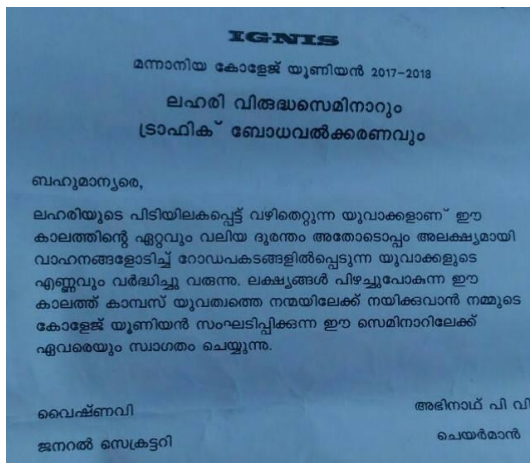 IGNIS
മന്നാനിയ കോളേജ് യൂണിയൻ 2017-2018
ലഹരി വിരുദ്ധസെമിനാറും
ട്രാഫിക് ബോധവൽക്കരണവും
ബഹുമാന്യരെ,
ലഹരിയുടെ പിടിയിലകപ്പെട്ട് വഴിതെറ്റുന്ന യുവാക്കളാണ് ഈ
കാലത്തിന്റെ ഏറ്റവും വലിയ ദുരന്തം അതോടൊപ്പം അലക്ഷ്യമായി
വാഹനങ്ങളോടിച്ച് റോഡപകടങ്ങളിൽപ്പെടുന്ന യുവാക്കളുടെ
എണ്ണവും വർദ്ധിച്ചു വരുന്നു. ലക്ഷ്യങ്ങൾ പിഴച്ചുപോകുന്ന ഈ
കാലത്ത് കാമ്പസ് യുവത്വത്തെ നന്മയിലേക്ക് നയിക്കുവാൻ നമ്മുടെ
കോളേജ് യൂണിയൻ സംഘടിപ്പിക്കുന്ന ഈ സെമിനാറിലേക്ക്
ഏവരെയും സ്വാഗതം ചെയ്യുന്നു.
വൈഷ്ണവി
ജനറൽ സെക്രട്ടറി
അഭിനാഥ് പി വി
ചെയർമാൻ